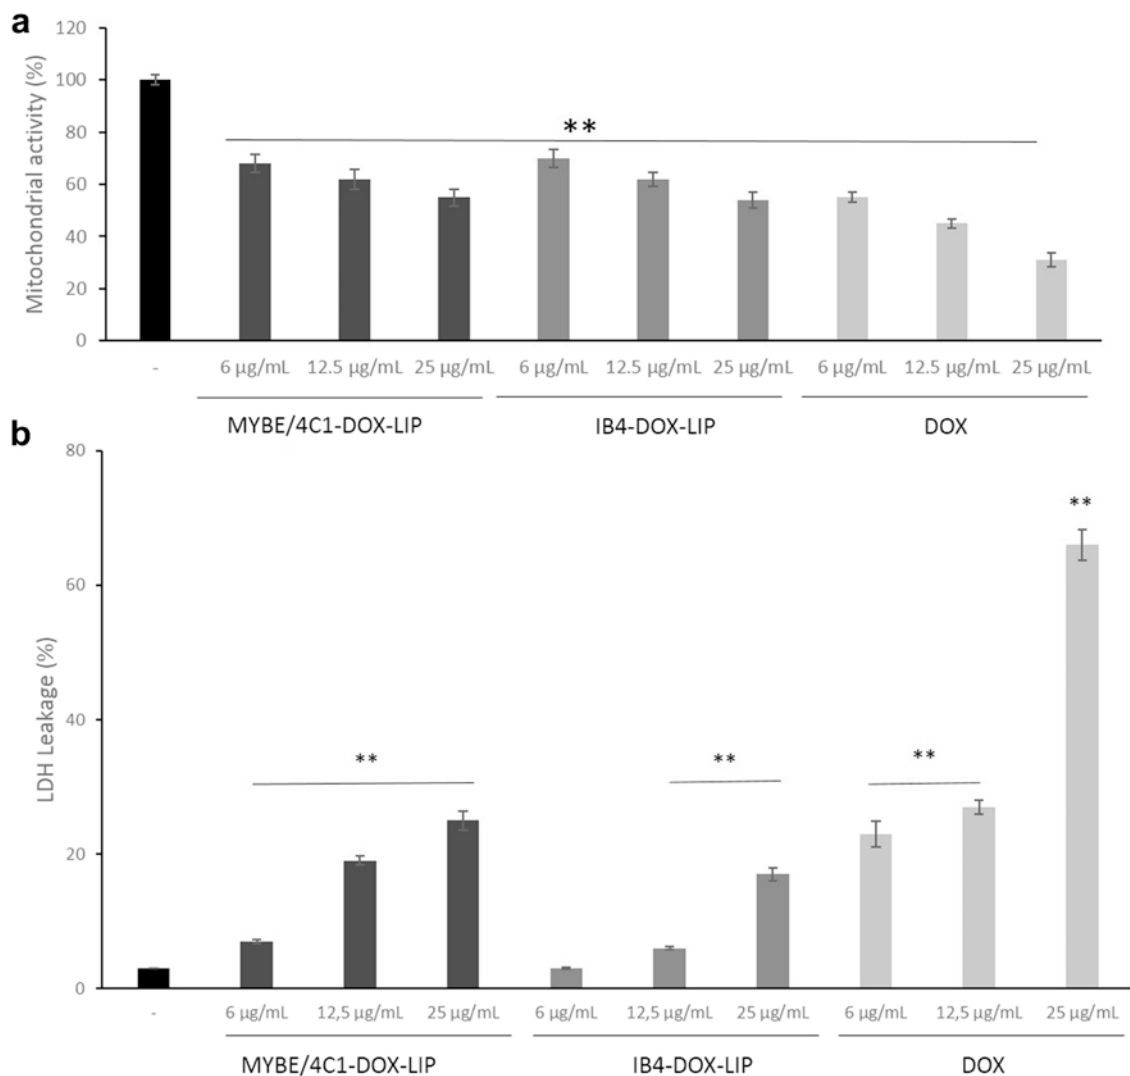 a
Mitochondrial activity (%)
120
100
80
60
40
20
0
**
- 6 µg/mL 12.5 µg/mL 25 µg/mL 6 µg/mL 12.5 µg/mL 25 µg/mL 6 µg/mL 12.5 µg/mL 25 µg/mL
MYBE/4C1-DOX-LIP IB4-DOX-LIP DOX
b
LDH Leakage (%)
80
60
40
20
0
** ** ** **
- 6 µg/mL 12,5 µg/mL 25 µg/mL 6 µg/mL 12,5 µg/mL 25 µg/mL 6 µg/mL 12,5 µg/mL 25 µg/mL
MYBE/4C1-DOX-LIP IB4-DOX-LIP DOX